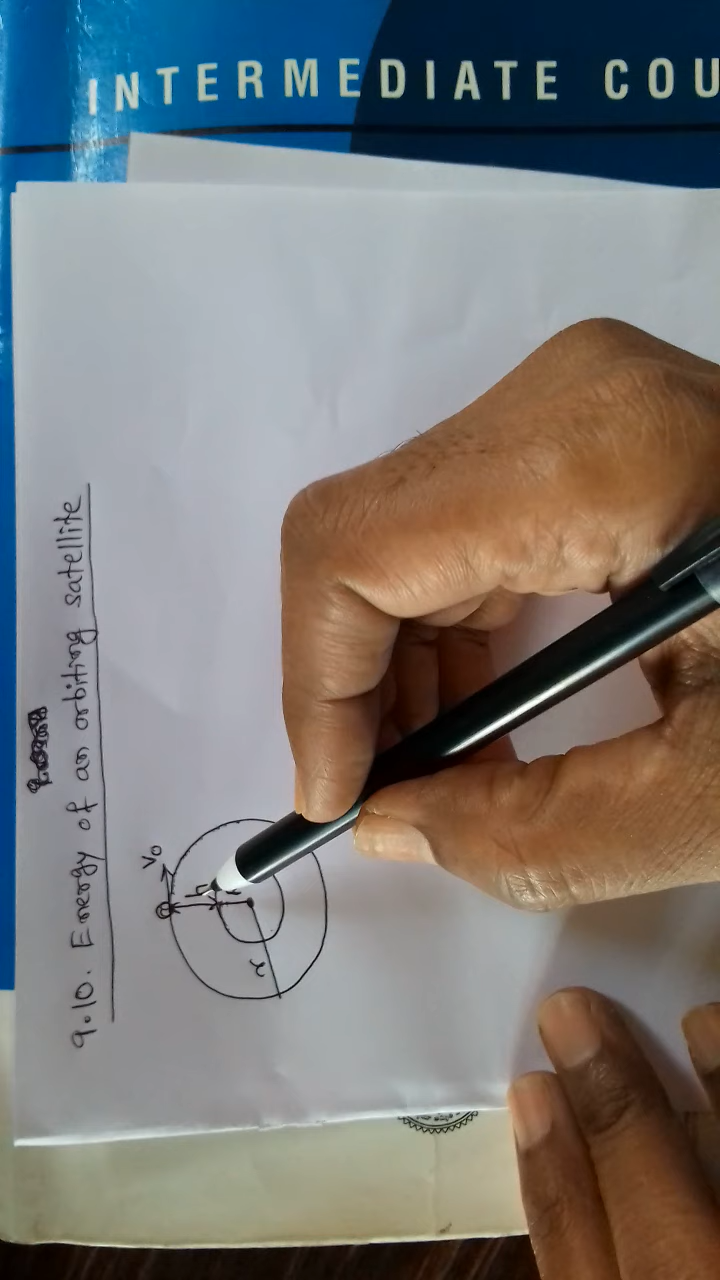 INTERMEDIATE COU
9.10. Energy of an orbiting satellite
V₀
h
r